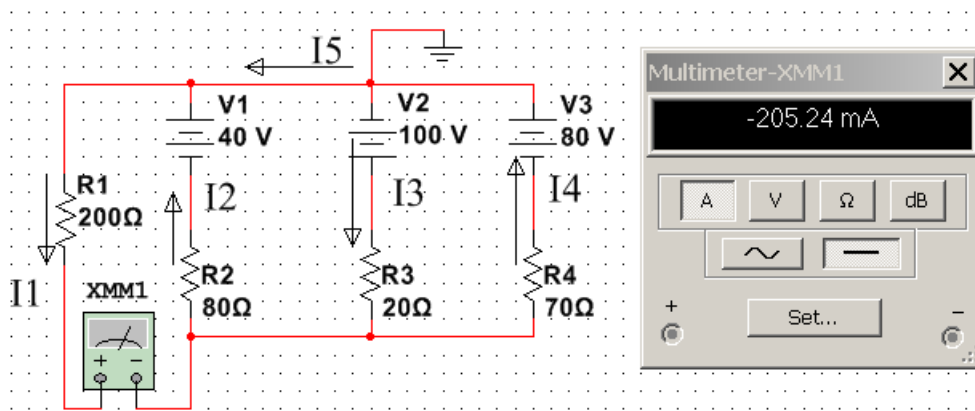 I5
V1
40 V
V2
100 V
V3
80 V
I2
I3
I4
R1
200Ω
R2
80Ω
R3
20Ω
R4
70Ω
I1
XMM1
+ −
Multimeter-XMM1
-205.24 mA
A V Ω dB
+ Set... −